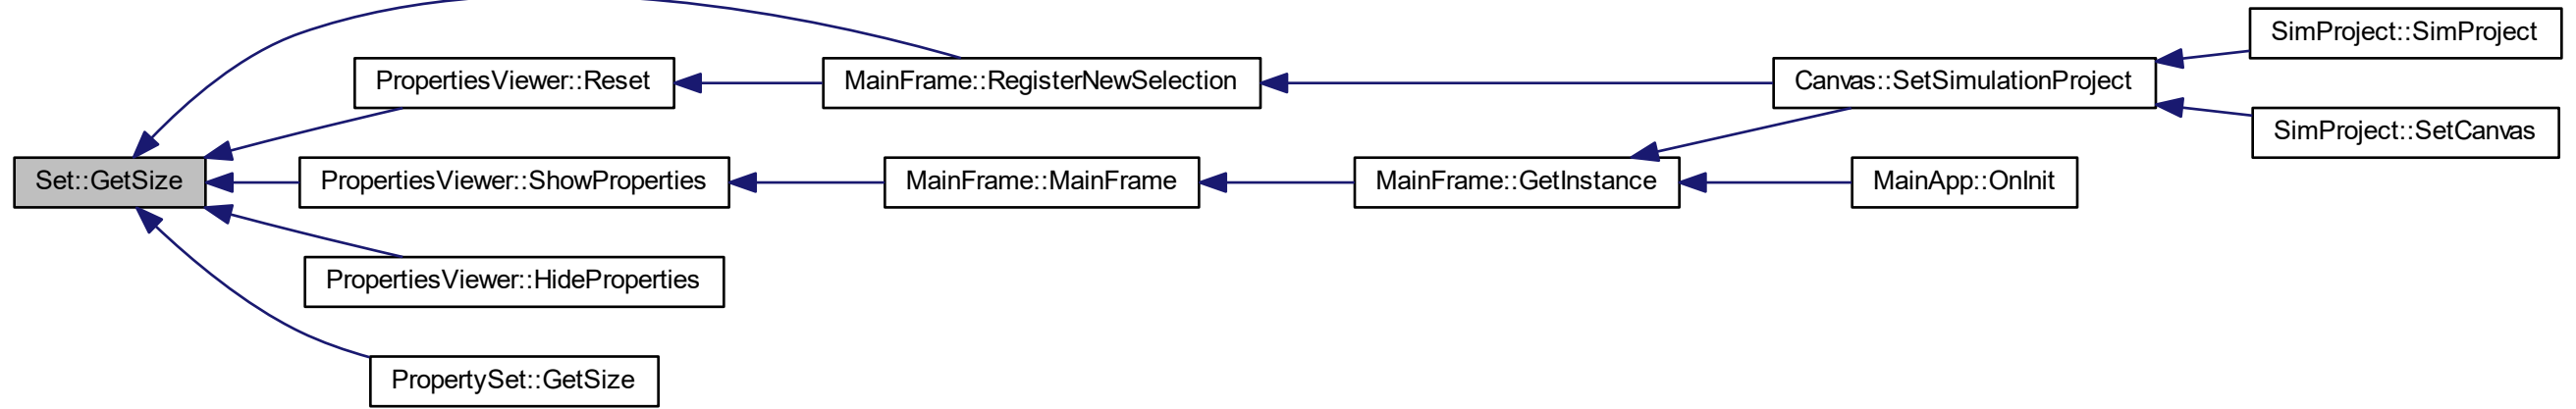 SimProject::SimProject
PropertiesViewer::Reset
MainFrame::RegisterNewSelection
Canvas::SetSimulationProject
SimProject::SetCanvas
Set::GetSize
PropertiesViewer::ShowProperties
MainFrame::MainFrame
MainFrame::GetInstance
MainApp::OnInit
PropertiesViewer::HideProperties
PropertySet::GetSize